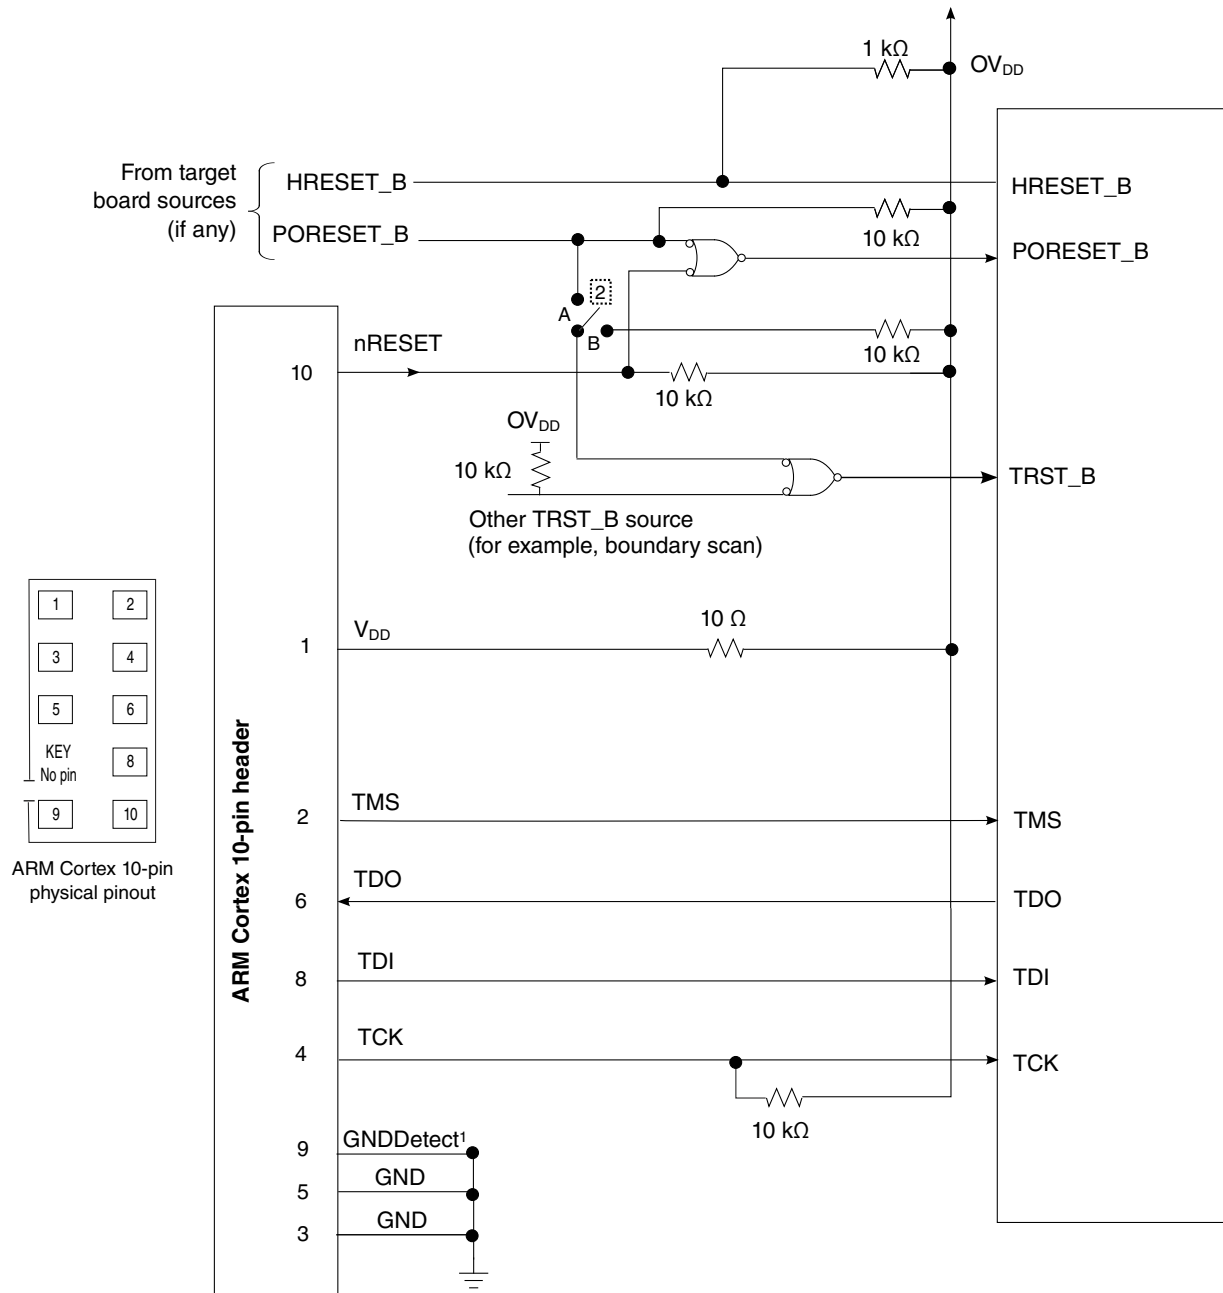 1 kΩ
OVDD
From target
board sources
(if any)
HRESET_B
HRESET_B
PORESET_B
10 kΩ
PORESET_B
2
A
B
10 kΩ
nRESET
10
10 kΩ
OVDD
10 kΩ
TRST_B
Other TRST_B source
(for example, boundary scan)
1
2
3
4
5
6
KEY
No pin
8
9
10
ARM Cortex 10-pin
physical pinout
ARM Cortex 10-pin header
1
VDD
10 Ω
2
TMS
TMS
6
TDO
TDO
8
TDI
TDI
4
TCK
TCK
10 kΩ
9
GNDDetect¹
5
GND
3
GND